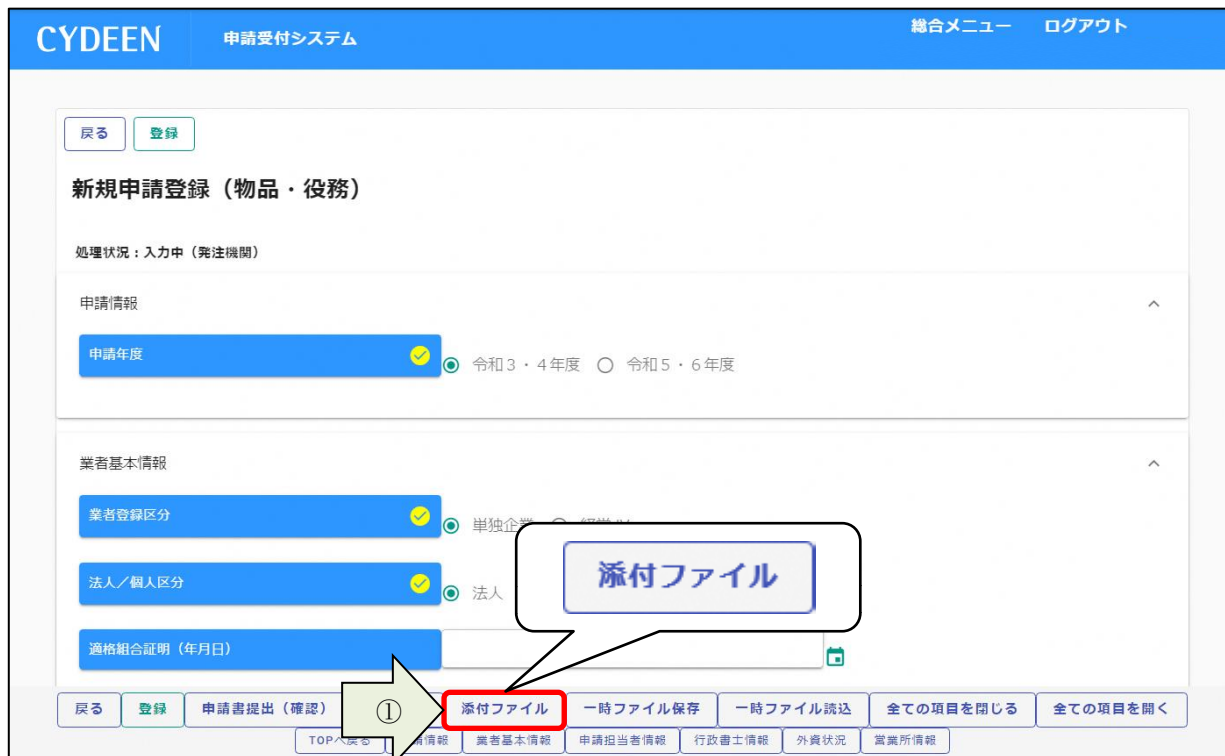 CYDEEN 申請受付システム 総合メニュー ログアウト
戻る 登録
新規申請登録（物品・役務）
処理状況：入力中（発注機関）
申請情報
申請年度 令和３・４年度 令和５・６年度
業者基本情報
業者登録区分 単独企業
法人／個人区分 法人
添付ファイル
適格組合証明（年月日）
戻る 登録 申請書提出（確認） ① 添付ファイル 一時ファイル保存 一時ファイル読込 全ての項目を閉じる 全ての項目を開く
TOPへ戻る 情報 業者基本情報 申請担当者情報 行政書士情報 外資状況 営業所情報